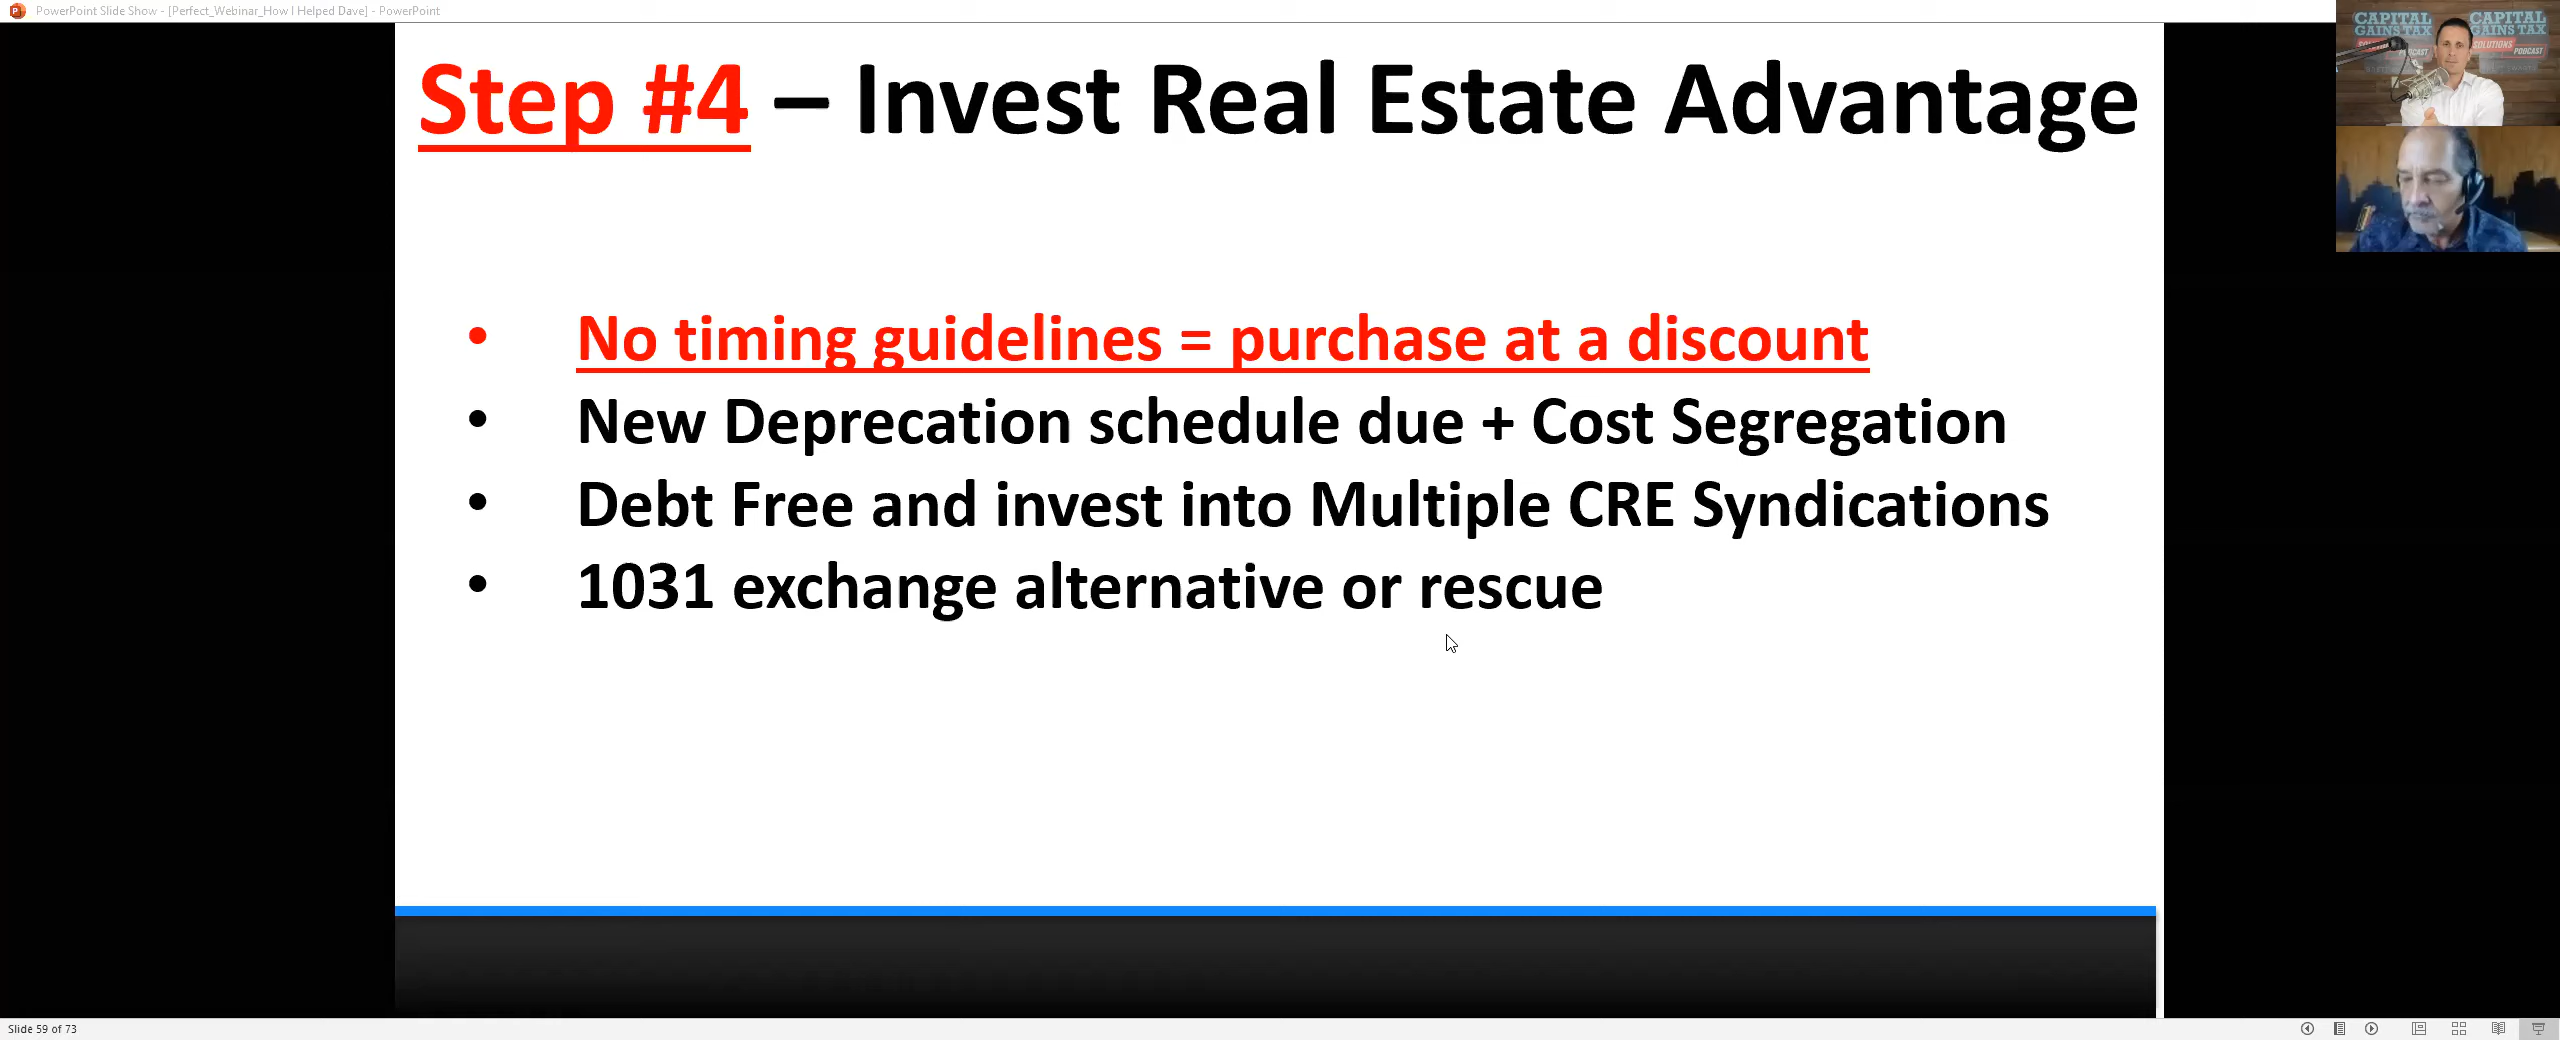 PowerPoint Slide Show - [Perfect_Webinar_How I Helped Dave] - PowerPoint
CAPITAL GAINS TAX SOLUTIONS PODCAST
CAPITAL GAINS TAX SOLUTIONS PODCAST
Step #4 – Invest Real Estate Advantage
• No timing guidelines = purchase at a discount
• New Deprecation schedule due + Cost Segregation
• Debt Free and invest into Multiple CRE Syndications
• 1031 exchange alternative or rescue
Slide 59 of 73